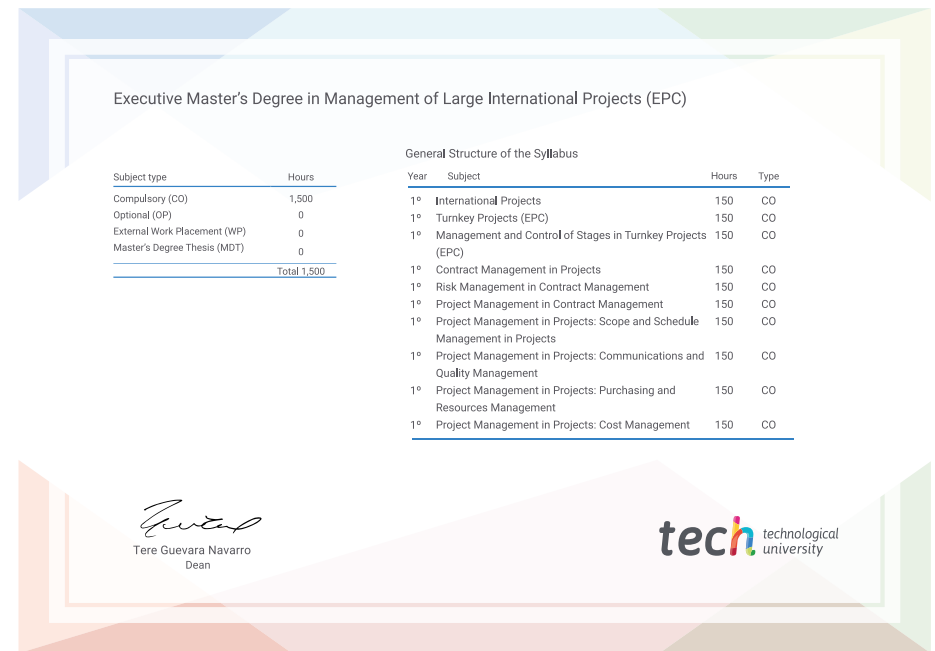 Executive Master's Degree in Management of Large International Projects (EPC)
Subject type Hours
Compulsory (CO) 1,500
Optional (OP) 0
External Work Placement (WP) 0
Master's Degree Thesis (MDT) 0
Total 1,500
General Structure of the Syllabus
Year Subject Hours Type
1º International Projects 150 CO
1º Turnkey Projects (EPC) 150 CO
1º Management and Control of Stages in Turnkey Projects 150 CO
(EPC)
1º Contract Management in Projects 150 CO
1º Risk Management in Contract Management 150 CO
1º Project Management in Contract Management 150 CO
1º Project Management in Projects: Scope and Schedule 150 CO
Management in Projects
1º Project Management in Projects: Communications and 150 CO
Quality Management
1º Project Management in Projects: Purchasing and 150 CO
Resources Management
1º Project Management in Projects: Cost Management 150 CO
Tere Guevara Navarro
Dean
tech technological
university